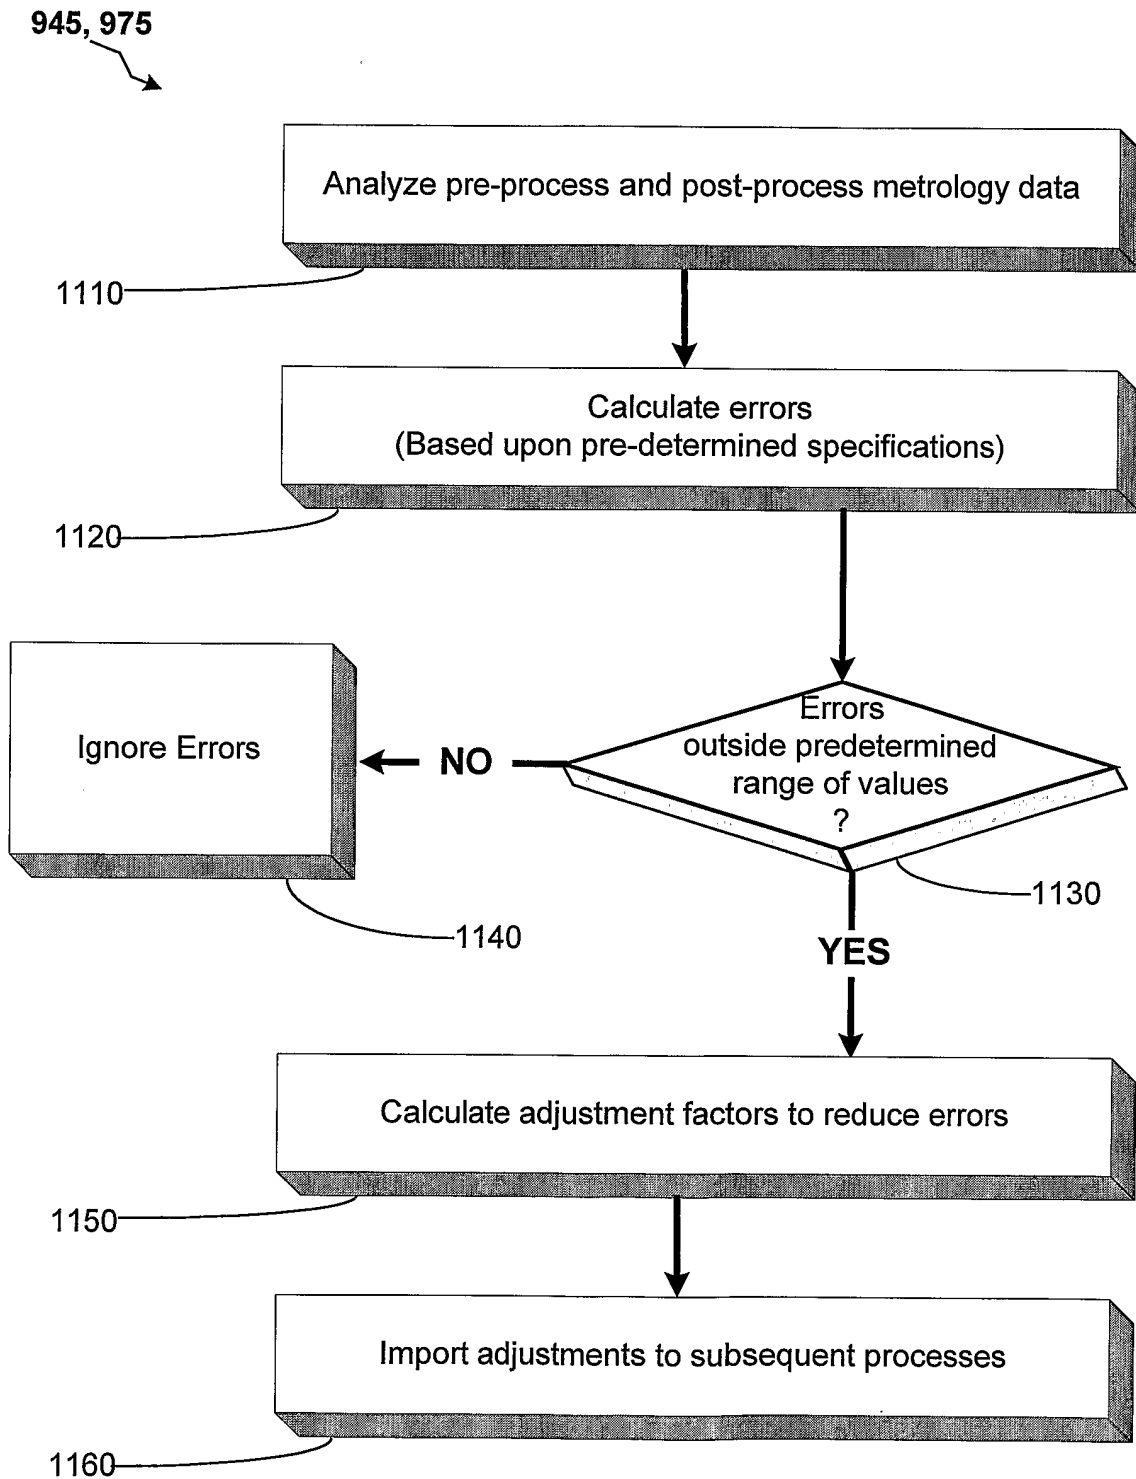 945, 975
Analyze pre-process and post-process metrology data
1110
Calculate errors
(Based upon pre-determined specifications)
1120
Errors
outside predetermined
range of values
?
NO
Ignore Errors
1130
1140
YES
Calculate adjustment factors to reduce errors
1150
Import adjustments to subsequent processes
1160